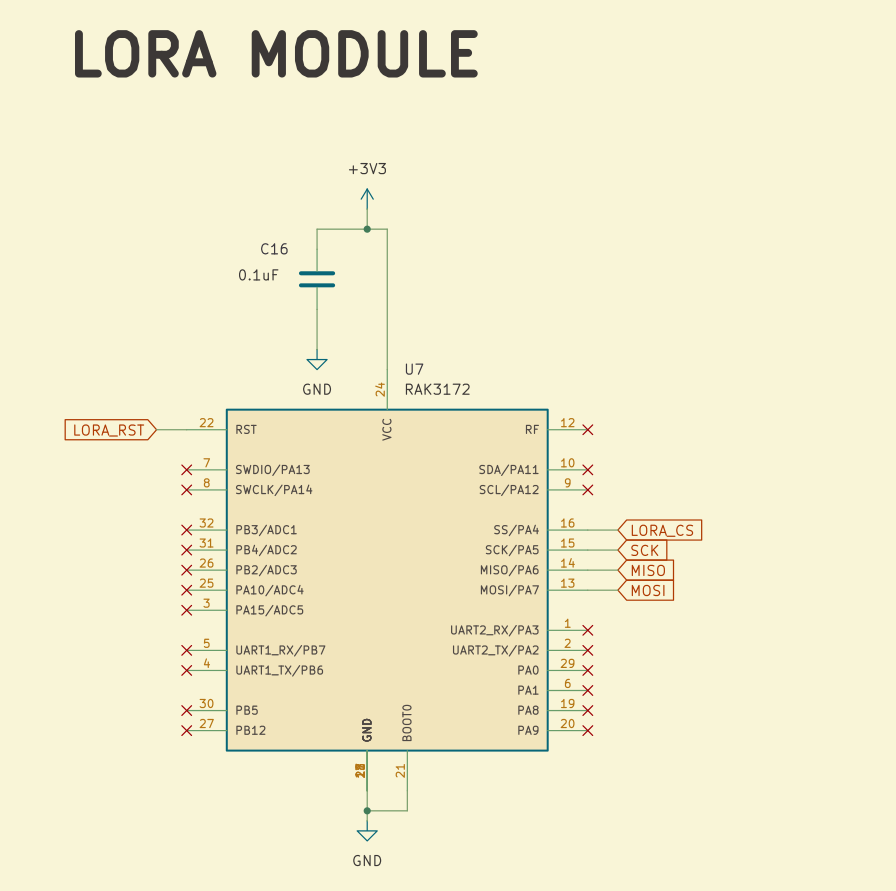 LORA MODULE
+3V3
C16
0.1uF
GND
U7
RAK3172
24
VCC
LORA_RST
22
RST
RF
12
7
SWDIO/PA13
SDA/PA11
10
8
SWCLK/PA14
SCL/PA12
9
32
PB3/ADC1
SS/PA4
16
LORA_CS
31
PB4/ADC2
SCK/PA5
15
SCK
26
PB2/ADC3
MISO/PA6
14
MISO
25
PA10/ADC4
MOSI/PA7
13
MOSI
3
PA15/ADC5
UART2_RX/PA3
1
5
UART1_RX/PB7
UART2_TX/PA2
2
4
UART1_TX/PB6
PA0
29
PA1
6
30
PB5
PA8
19
27
PB12
PA9
20
GND
BOOT0
21
GND